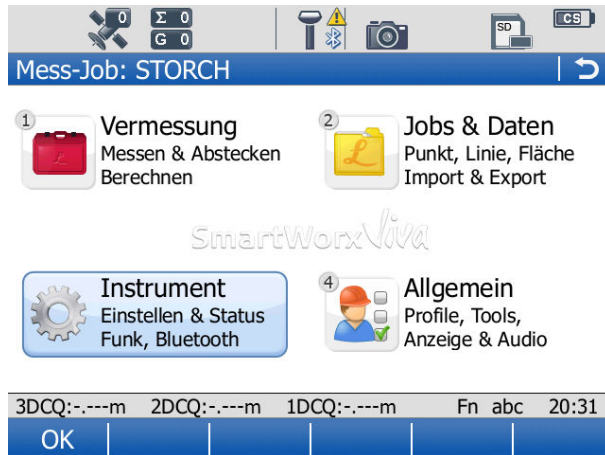 0
Σ 0
G 0
SD
CS
Mess-Job: STORCH
1
Vermessung
Messen & Abstecken
Berechnen
2
Jobs & Daten
Punkt, Linie, Fläche
Import & Export
SmartWorx Viva
Instrument
Einstellen & Status
Funk, Bluetooth
4
Allgemein
Profile, Tools,
Anzeige & Audio
3DCQ:-.---m 2DCQ:-.---m 1DCQ:-.---m Fn abc 20:31
OK